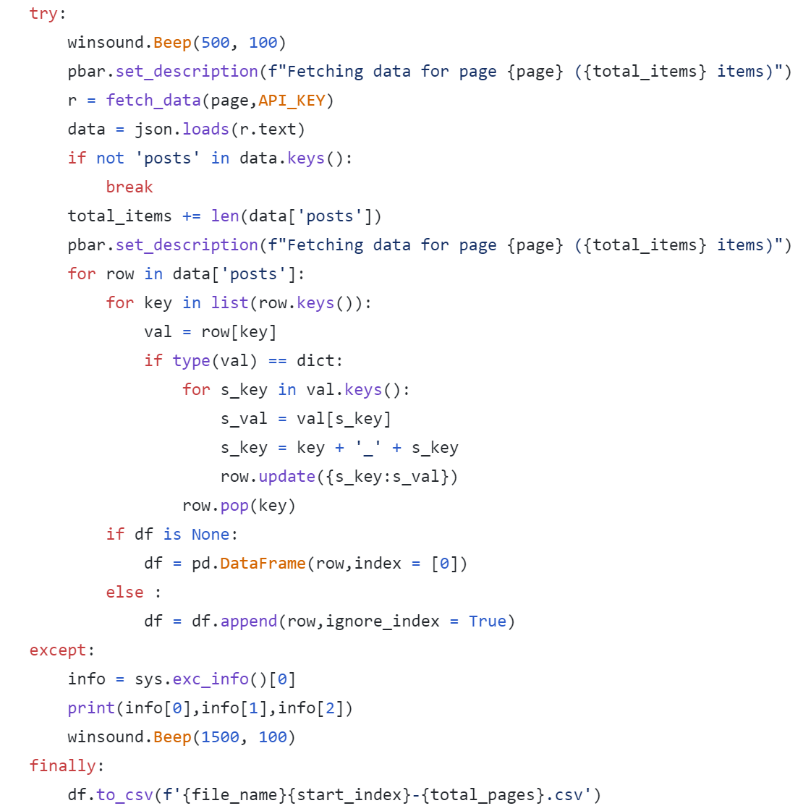 try:
    winsound.Beep(500, 100)
    pbar.set_description(f"Fetching data for page {page} ({total_items} items)")
    r = fetch_data(page,API_KEY)
    data = json.loads(r.text)
    if not 'posts' in data.keys():
        break
    total_items += len(data['posts'])
    pbar.set_description(f"Fetching data for page {page} ({total_items} items)")
    for row in data['posts']:
        for key in list(row.keys()):
            val = row[key]
            if type(val) == dict:
                for s_key in val.keys():
                    s_val = val[s_key]
                    s_key = key + '_' + s_key
                    row.update({s_key:s_val})
                row.pop(key)
        if df is None:
            df = pd.DataFrame(row,index = [0])
        else :
            df = df.append(row,ignore_index = True)
except:
    info = sys.exc_info()[0]
    print(info[0],info[1],info[2])
    winsound.Beep(1500, 100)
finally:
    df.to_csv(f'{file_name}{start_index}-{total_pages}.csv')